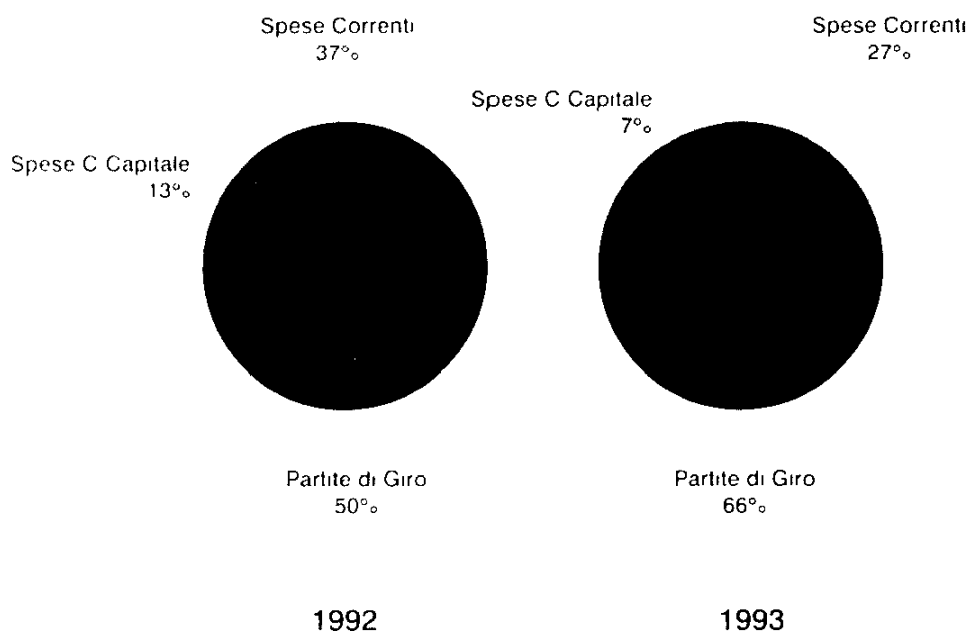 Spese Correnti
37%
Spese C Capitale
13%
Partite di Giro
50%
1992
Spese Correnti
27%
Spese C Capitale
7%
Partite di Giro
66%
1993